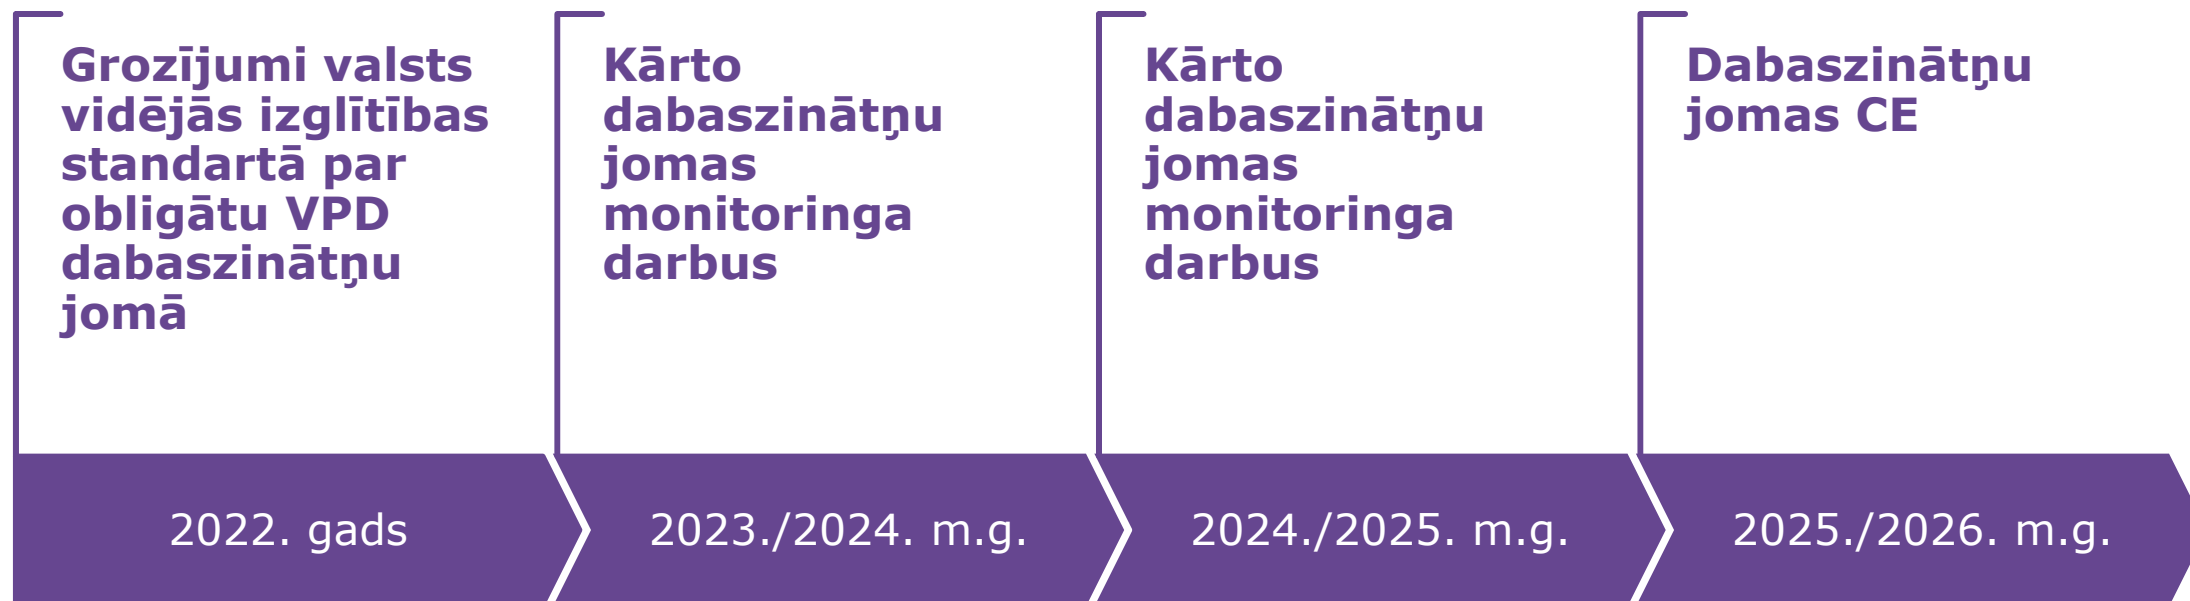 Grozījumi valsts
vidējās izglītības
standartā par
obligātu VPD
dabaszinātņu
jomā
2022. gads
Kārto
dabaszinātņu
jomas
monitoringa
darbus
2023./2024. m.g.
Kārto
dabaszinātņu
jomas
monitoringa
darbus
2024./2025. m.g.
Dabaszinātņu
jomas CE
2025./2026. m.g.